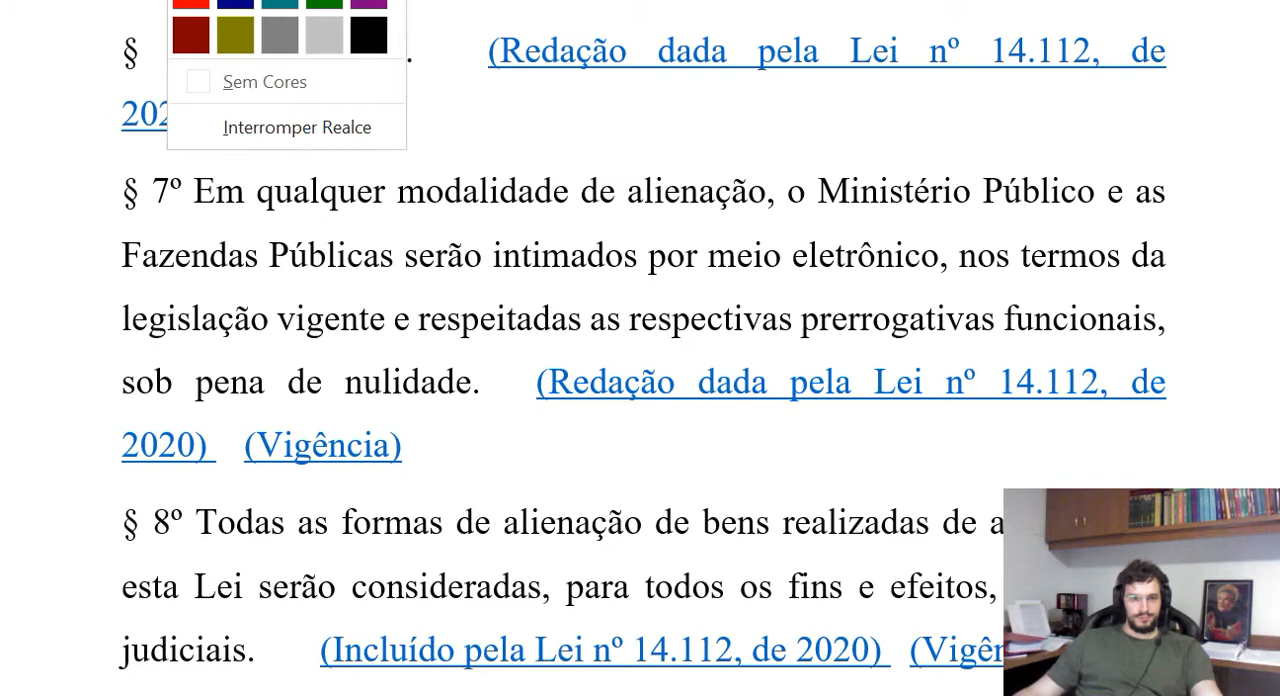 § . (Redação dada pela Lei nº 14.112, de
Sem Cores
202
Interromper Realce
§ 7º Em qualquer modalidade de alienação, o Ministério Público e as
Fazendas Públicas serão intimados por meio eletrônico, nos termos da
legislação vigente e respeitadas as respectivas prerrogativas funcionais,
sob pena de nulidade. (Redação dada pela Lei nº 14.112, de
2020) (Vigência)
§ 8º Todas as formas de alienação de bens realizadas de a
esta Lei serão consideradas, para todos os fins e efeitos,
judiciais. (Incluído pela Lei nº 14.112, de 2020) (Vigên